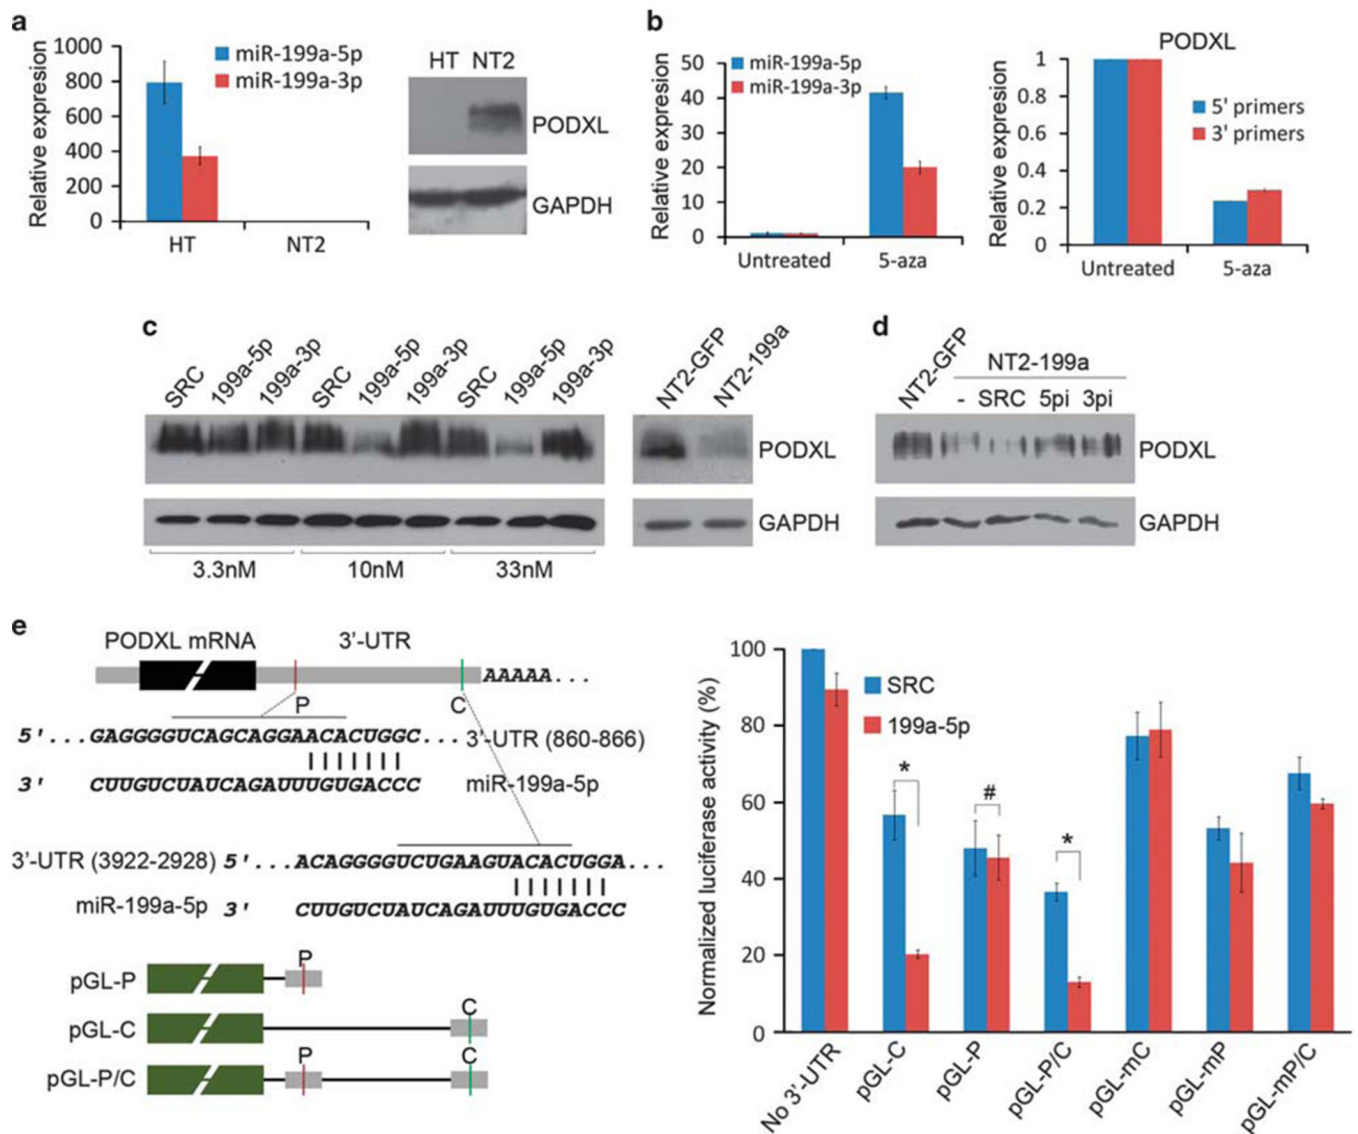 a
Relative expresion
1000
800
600
400
200
0
miR-199a-5p
miR-199a-3p
HT
NT2
HT NT2
PODXL
GAPDH
b
Relative expresion
50
40
30
20
10
0
miR-199a-5p
miR-199a-3p
Untreated
5-aza
PODXL
Relative expresion
1
0.8
0.6
0.4
0.2
0
5' primers
3' primers
Untreated
5-aza
c
SRC
199a-5p
199a-3p
SRC
199a-5p
199a-3p
SRC
199a-5p
199a-3p
3.3nM
10nM
33nM
NT2-GFP
NT2-199a
PODXL
GAPDH
d
NT2-GFP
NT2-199a
- SRC 5pi 3pi
PODXL
GAPDH
e
PODXL mRNA
3'-UTR
AAAAA...
P
C
5'...GAGGGGUCAGCAGGAACACUGGC... 3'-UTR (860-866)
3' CUUGUCUAUCAGAUUUGUGACCC miR-199a-5p
3'-UTR (3922-2928) 5'...ACAGGGGUCUGAAGUACACUGGA...
miR-199a-5p 3' CUUGUCUAUCAGAUUUGUGACCC
pGL-P
P
pGL-C
C
pGL-P/C
P
C
Normalized luciferase activity (%)
100
80
60
40
20
0
SRC
199a-5p
*
#
*
No 3'-UTR
pGL-C
pGL-P
pGL-P/C
pGL-mC
pGL-mP
pGL-mP/C